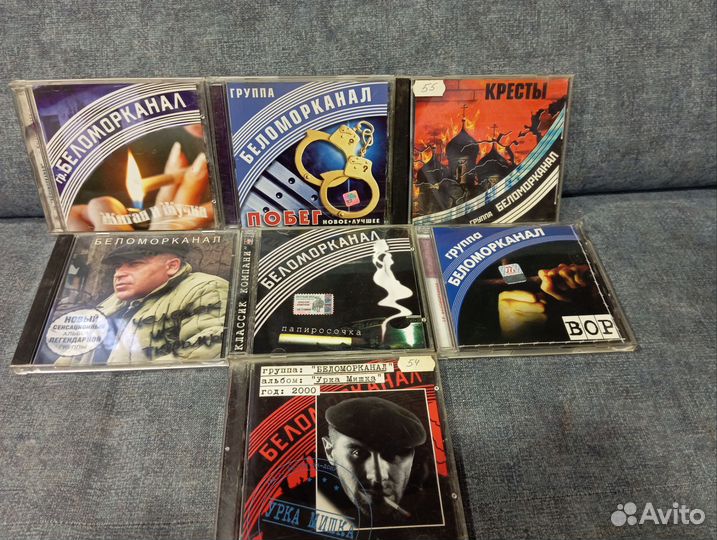 гр. БЕЛОМОРКАНАЛ
Жиган и Жучка
ГРУППА
БЕЛОМОРКАНАЛ
ПОБЕГ
НОВОЕ•ЛУЧШЕЕ
55
КРЕСТЫ
ГРУППА БЕЛОМОРКАНАЛ
БЕЛОМОРКАНАЛ
НОВЫЙ
СЕНСАЦИОННЫЙ
АЛЬБОМ
ЛЕГЕНДАРНОЙ
ГРУППЫ
"КЛАССИК КОМПАНИ"
БЕЛОМОРКАНАЛ
папиросочка
ГРУППА
БЕЛОМОРКАНАЛ
ВОР
54
группа: "БЕЛОМОРКАНАЛ"
альбом: "Урка Мишка"
год: 2000
БЕЛОМОРКАНАЛ
УРКА МИШКА
Avito